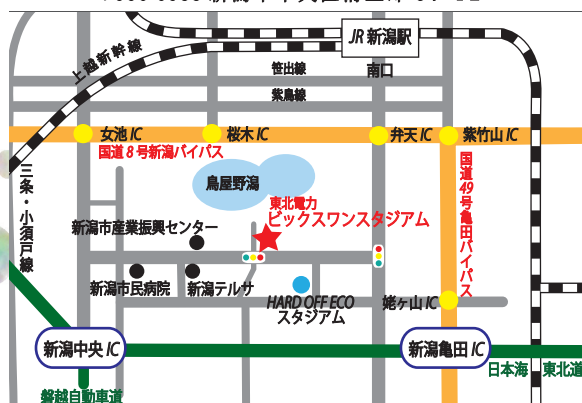 JR 新潟駅
上越新幹線
笹出線
南口
紫鳥線
女池 IC
桜木 IC
弁天 IC
紫竹山 IC
国道8号新潟バイパス
国道49号亀田バイパス
三条・小須戸線
鳥屋野潟
東北電力
ビックスワンスタジアム
新潟市産業振興センター
新潟市民病院
新潟テルサ
HARD OFF ECO
スタジアム
姥ヶ山 IC
新潟中央 IC
新潟亀田 IC
日本海
東北道
磐越自動車道